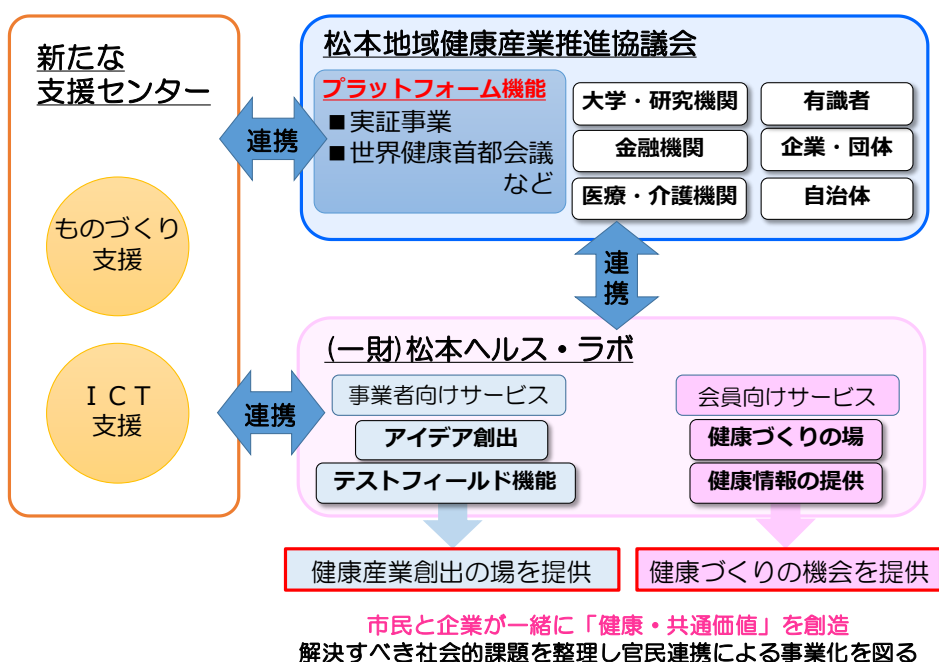 新たな
支援センター
ものづくり
支援
ＩＣＴ
支援
連携
連携
松本地域健康産業推進協議会
プラットフォーム機能
■実証事業
■世界健康首都会議
など
大学・研究機関
有識者
金融機関
企業・団体
医療・介護機関
自治体
連
携
(一財)松本ヘルス・ラボ
事業者向けサービス
アイデア創出
テストフィールド機能
会員向けサービス
健康づくりの場
健康情報の提供
健康産業創出の場を提供
健康づくりの機会を提供
市民と企業が一緒に「健康・共通価値」を創造
解決すべき社会的課題を整理し官民連携による事業化を図る